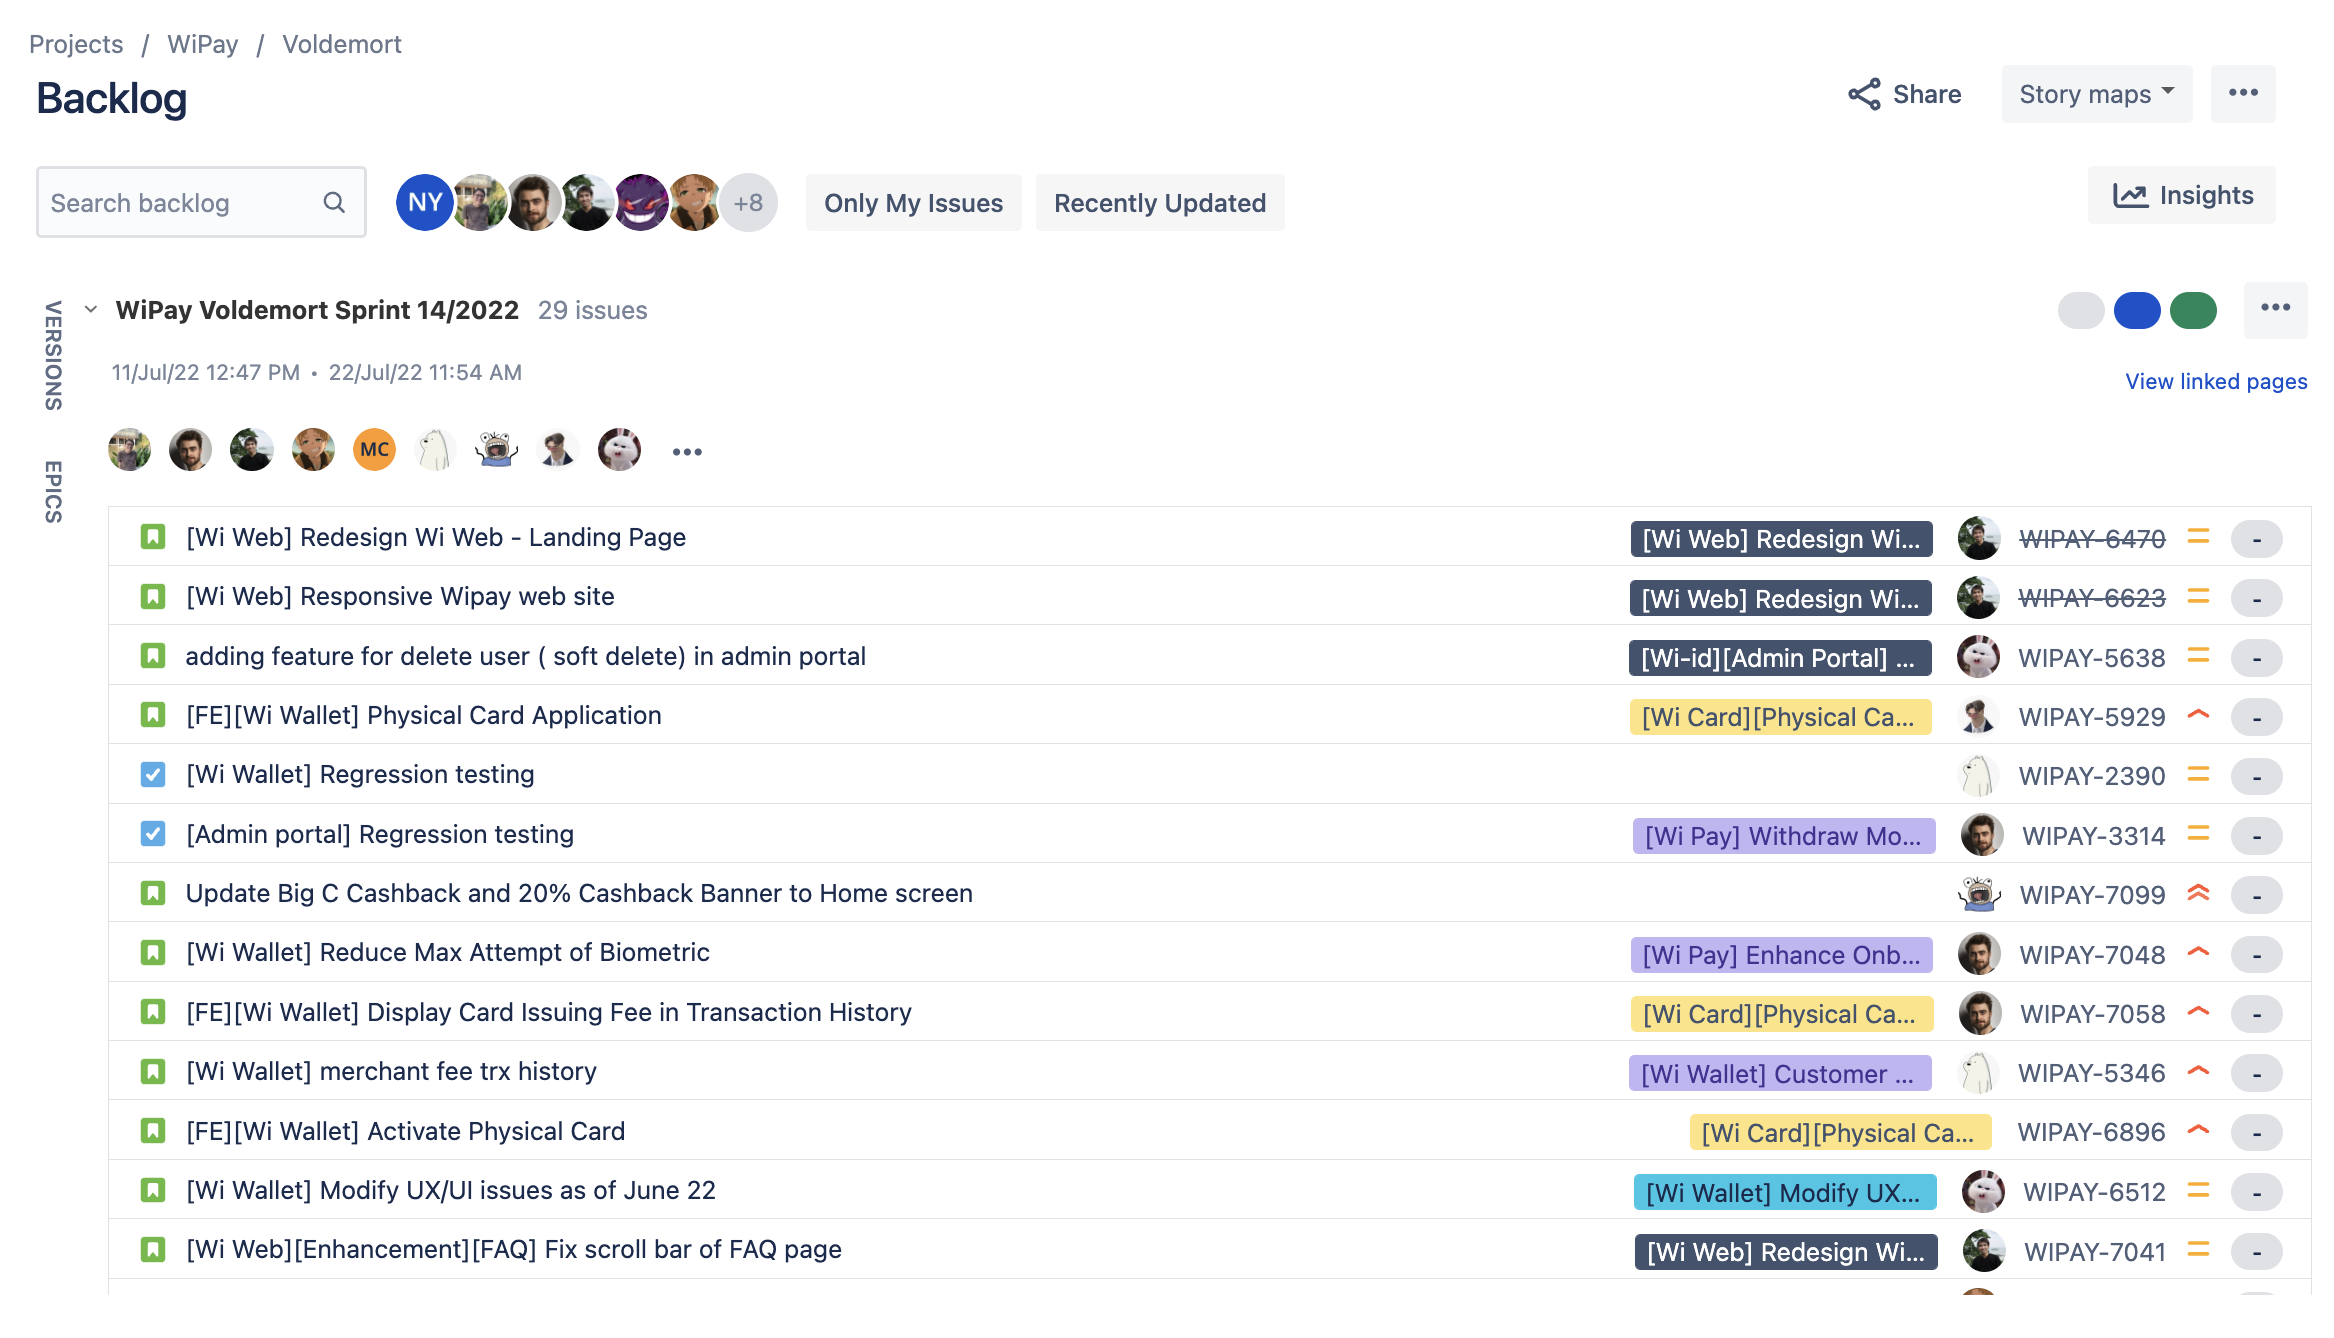 Projects / WiPay / Voldemort
Backlog
Share
Story maps
Search backlog
NY
+8
Only My Issues
Recently Updated
Insights
VERSIONS
EPICS
WiPay Voldemort Sprint 14/2022 29 issues
11/Jul/22 12:47 PM • 22/Jul/22 11:54 AM
View linked pages
MC
[Wi Web] Redesign Wi Web - Landing Page [Wi Web] Redesign Wi... WIPAY-6470 -
[Wi Web] Responsive Wipay web site [Wi Web] Redesign Wi... WIPAY-6623 -
adding feature for delete user ( soft delete) in admin portal [Wi-id][Admin Portal] ... WIPAY-5638 -
[FE][Wi Wallet] Physical Card Application [Wi Card][Physical Ca... WIPAY-5929 -
[Wi Wallet] Regression testing WIPAY-2390 -
[Admin portal] Regression testing [Wi Pay] Withdraw Mo... WIPAY-3314 -
Update Big C Cashback and 20% Cashback Banner to Home screen WIPAY-7099 -
[Wi Wallet] Reduce Max Attempt of Biometric [Wi Pay] Enhance Onb... WIPAY-7048 -
[FE][Wi Wallet] Display Card Issuing Fee in Transaction History [Wi Card][Physical Ca... WIPAY-7058 -
[Wi Wallet] merchant fee trx history [Wi Wallet] Customer ... WIPAY-5346 -
[FE][Wi Wallet] Activate Physical Card [Wi Card][Physical Ca... WIPAY-6896 -
[Wi Wallet] Modify UX/UI issues as of June 22 [Wi Wallet] Modify UX... WIPAY-6512 -
[Wi Web][Enhancement][FAQ] Fix scroll bar of FAQ page [Wi Web] Redesign Wi... WIPAY-7041 -